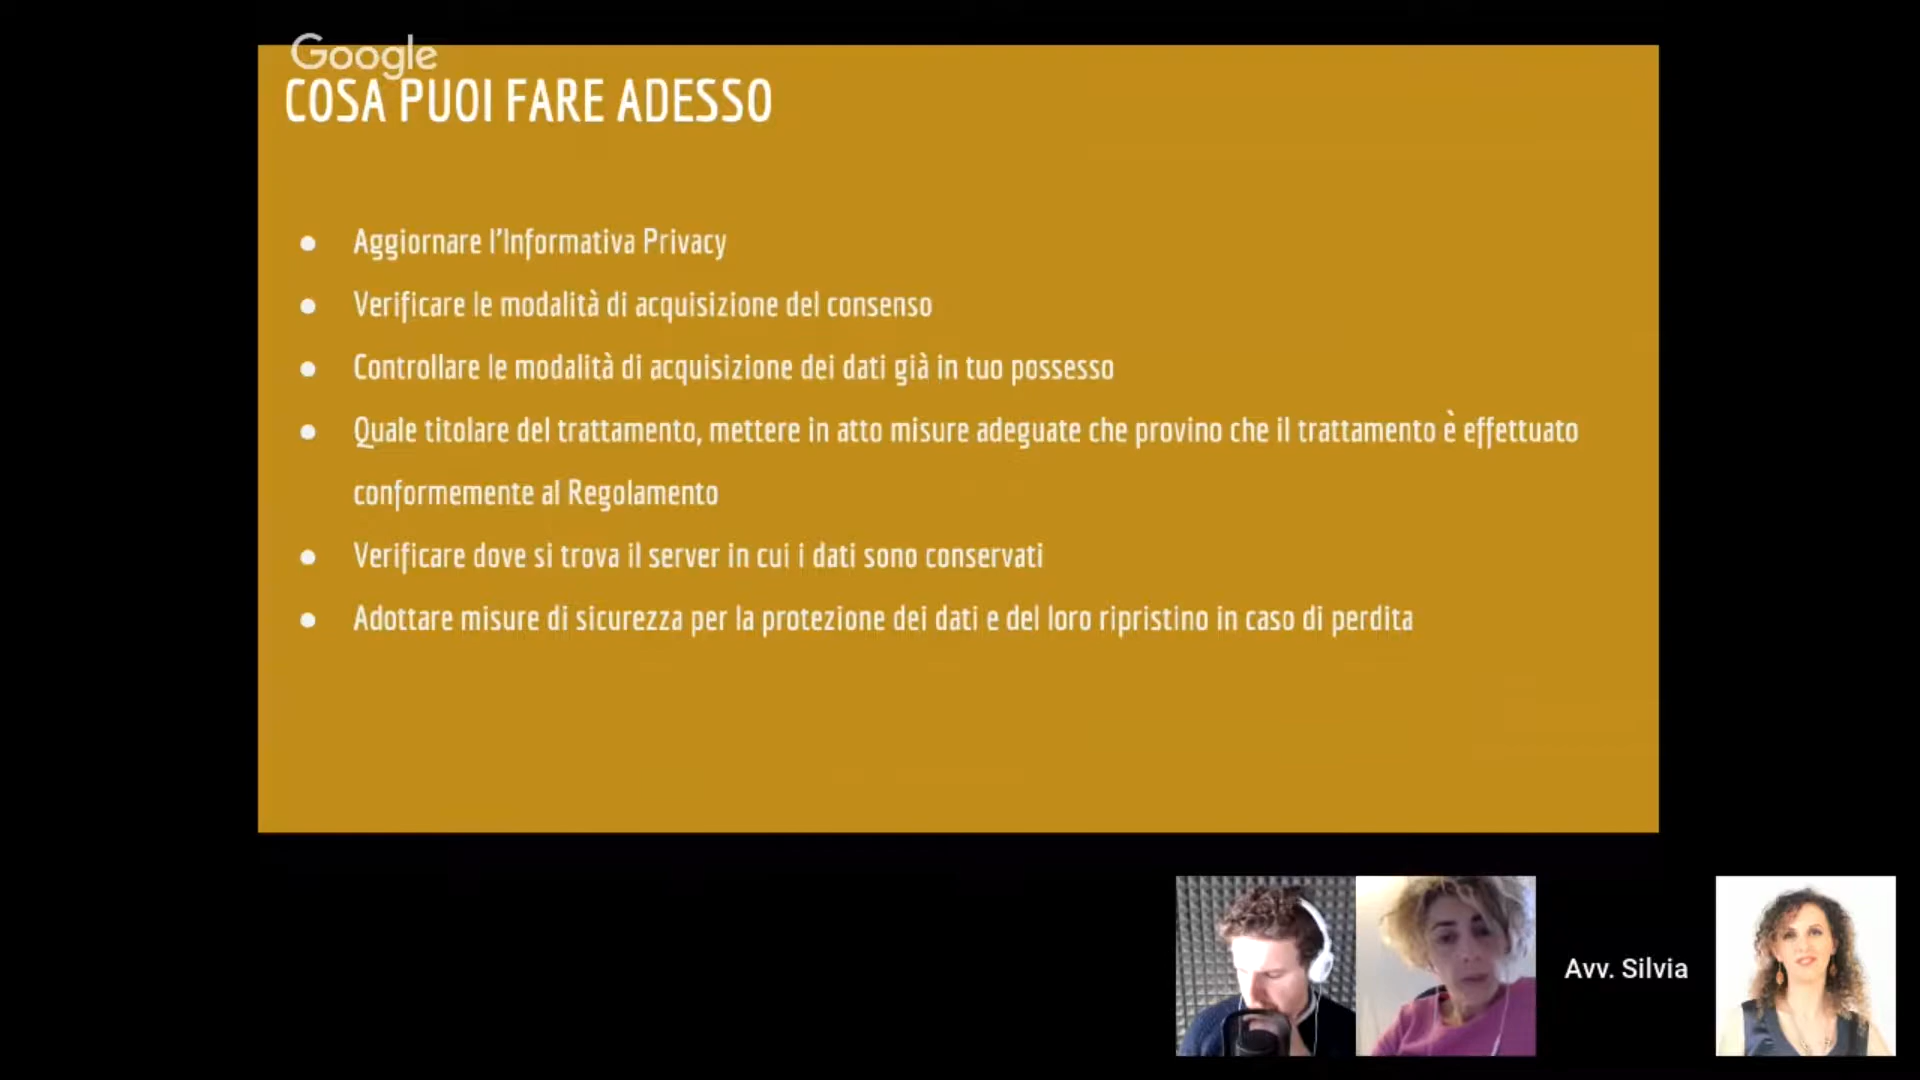 Google
COSA PUOI FARE ADESSO
● Aggiornare l'Informativa Privacy
● Verificare le modalità di acquisizione del consenso
● Controllare le modalità di acquisizione dei dati già in tuo possesso
● Quale titolare del trattamento, mettere in atto misure adeguate che provino che il trattamento è effettuato
conformemente al Regolamento
● Verificare dove si trova il server in cui i dati sono conservati
● Adottare misure di sicurezza per la protezione dei dati e del loro ripristino in caso di perdita
Avv. Silvia